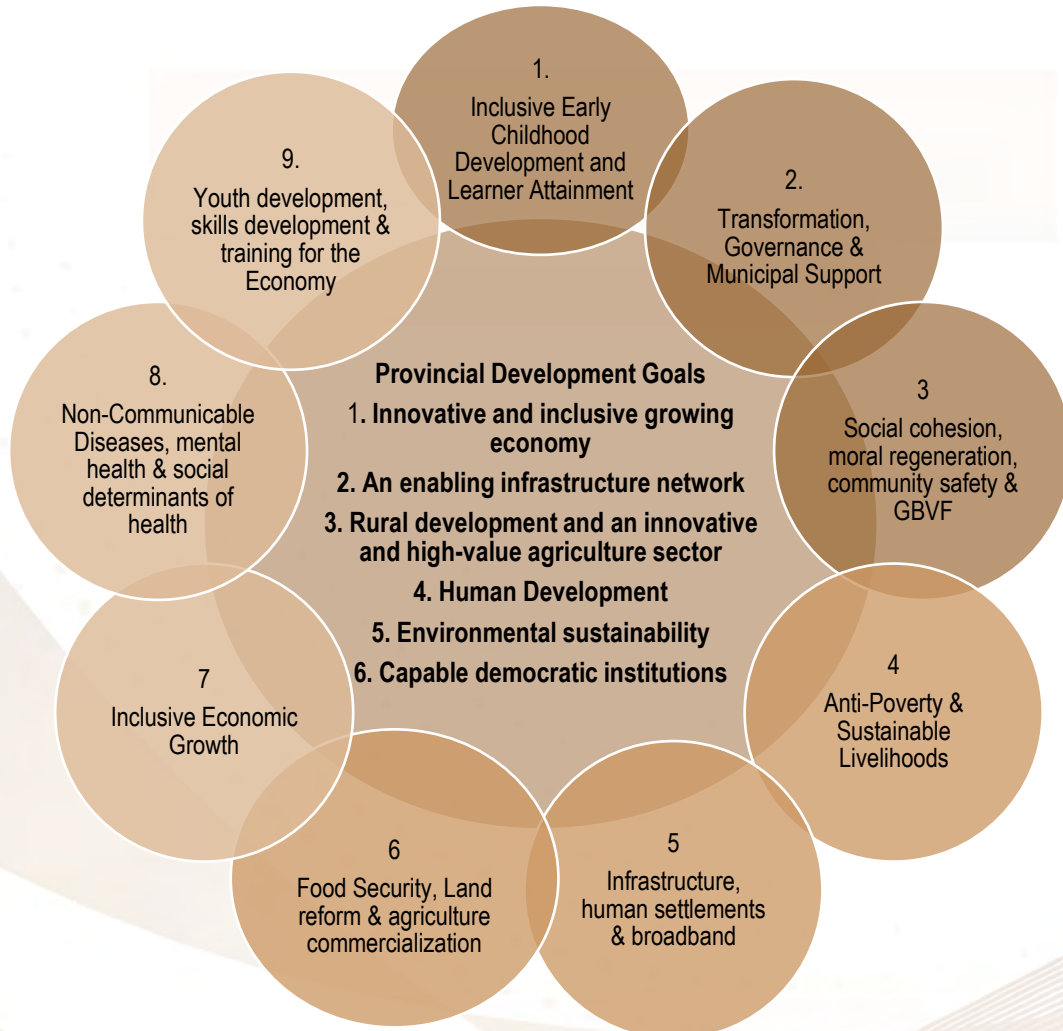 1.
Inclusive Early
Childhood
Development and
Learner Attainment
2.
Transformation,
Governance &
Municipal Support
3
Social cohesion,
moral regeneration,
community safety &
GBVF
4
Anti-Poverty &
Sustainable
Livelihoods
5
Infrastructure,
human settlements
& broadband
6
Food Security, Land
reform & agriculture
commercialization
7
Inclusive Economic
Growth
8.
Non-Communicable
Diseases, mental
health & social
determinants of
health
9.
Youth development,
skills development &
training for the
Economy
Provincial Development Goals
1. Innovative and inclusive growing
economy
2. An enabling infrastructure network
3. Rural development and an innovative
and high-value agriculture sector
4. Human Development
5. Environmental sustainability
6. Capable democratic institutions